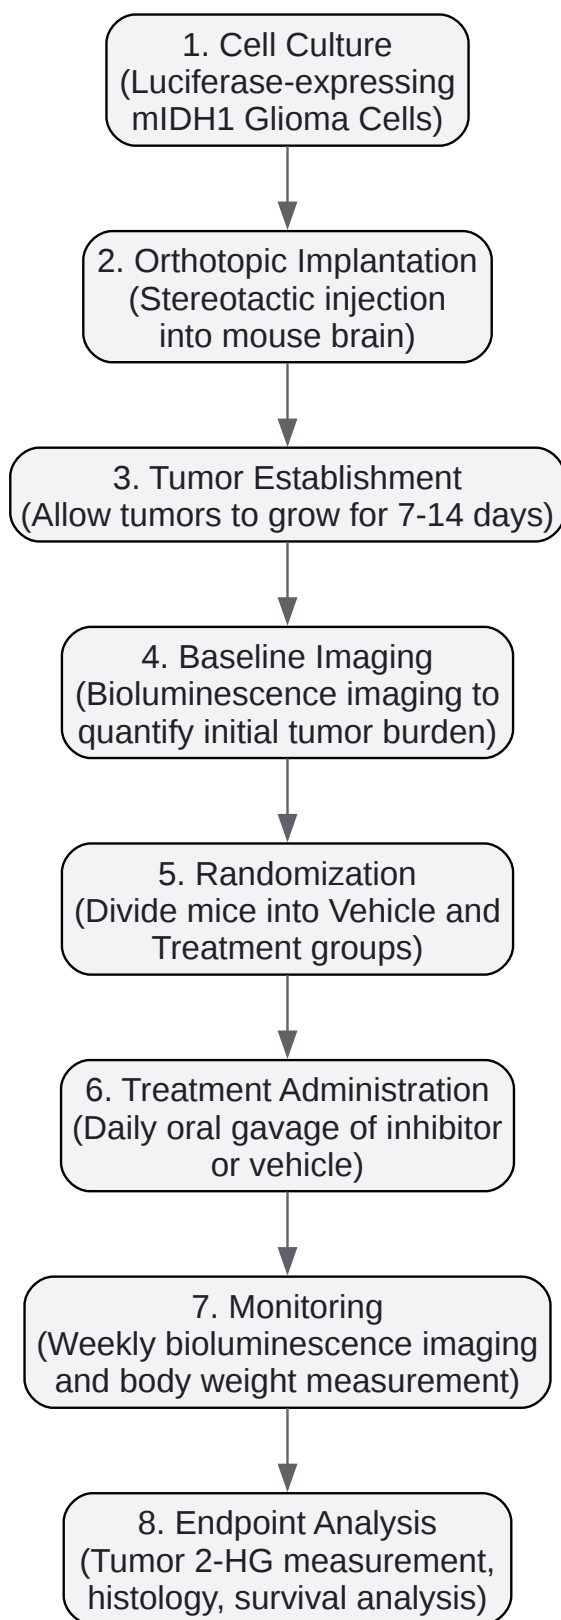 1. Cell Culture
(Luciferase-expressing
mIDH1 Glioma Cells)
2. Orthotopic Implantation
(Stereotactic injection
into mouse brain)
3. Tumor Establishment
(Allow tumors to grow for 7-14 days)
4. Baseline Imaging
(Bioluminescence imaging to
quantify initial tumor burden)
5. Randomization
(Divide mice into Vehicle and
Treatment groups)
6. Treatment Administration
(Daily oral gavage of inhibitor
or vehicle)
7. Monitoring
(Weekly bioluminescence imaging
and body weight measurement)
8. Endpoint Analysis
(Tumor 2-HG measurement,
histology, survival analysis)